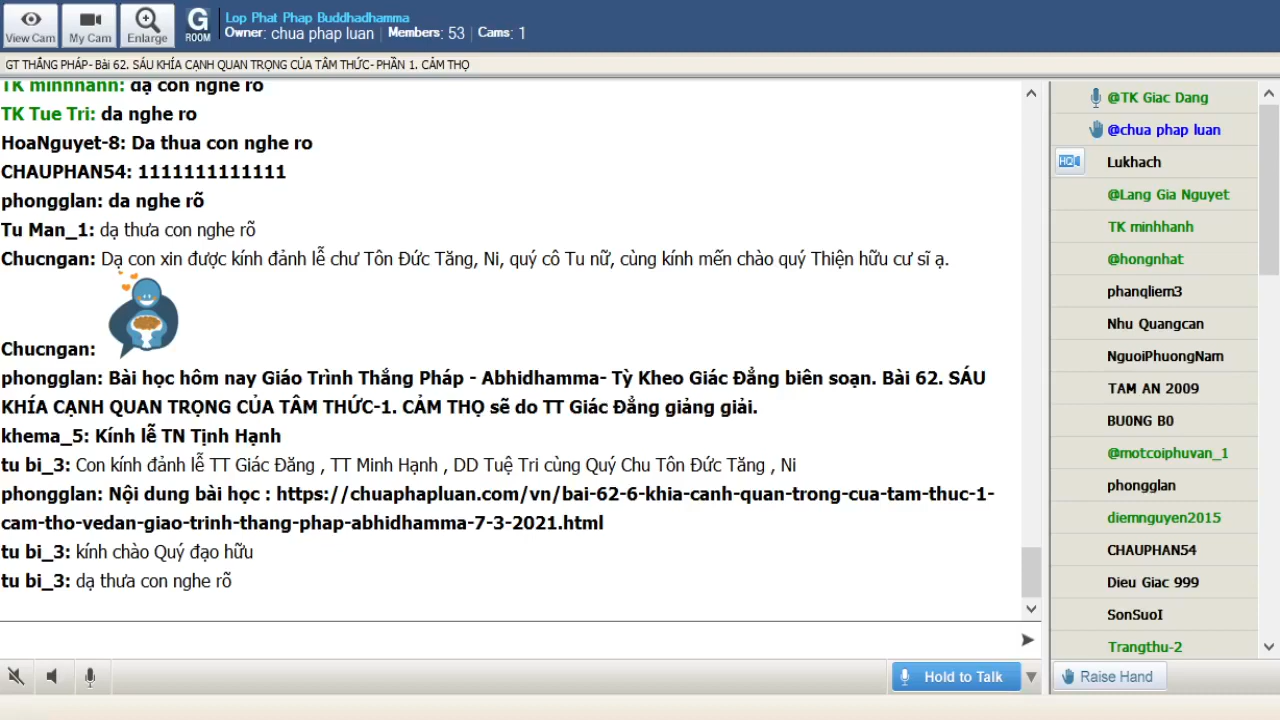 View Cam
My Cam
Enlarge
G ROOM
Lop Phat Phap Buddhadhamma
Owner: chua phap luan | Members: 53 | Cams: 1
GT THẮNG PHÁP- Bài 62. SÁU KHÍA CẠNH QUAN TRỌNG CỦA TÂM THỨC- PHẦN 1. CẢM THỌ
TK minhhanh: dạ con nghe ro
TK Tue Tri: da nghe ro
HoaNguyet-8: Da thua con nghe ro
CHAUPHAN54: 1111111111111
phongglan: da nghe rõ
Tu Man_1: dạ thưa con nghe rõ
Chucngan: Dạ con xin được kính đảnh lễ chư Tôn Đức Tăng, Ni, quý cô Tu nữ, cùng kính mến chào quý Thiện hữu cư sĩ ạ.
Chucngan:
phongglan: Bài học hôm nay Giáo Trình Thắng Pháp - Abhidhamma- Tỳ Kheo Giác Đẳng biên soạn. Bài 62. SÁU
KHÍA CẠNH QUAN TRỌNG CỦA TÂM THỨC-1. CẢM THỌ sẽ do TT Giác Đẳng giảng giải.
khema_5: Kính lễ TN Tịnh Hạnh
tu bi_3: Con kính đảnh lễ TT Giác Đăng , TT Minh Hạnh , DD Tuệ Tri cùng Quý Chu Tôn Đức Tăng , Ni
phongglan: Nội dung bài học : https://chuaphapluan.com/vn/bai-62-6-khia-canh-quan-trong-cua-tam-thuc-1-
cam-tho-vedan-giao-trinh-thang-phap-abhidhamma-7-3-2021.html
tu bi_3: kính chào Quý đạo hữu
tu bi_3: dạ thưa con nghe rõ
Hold to Talk
@TK Giac Dang
@chua phap luan
HQ
Lukhach
@Lang Gia Nguyet
TK minhhanh
@hongnhat
phanqliem3
Nhu Quangcan
NguoiPhuongNam
TAM AN 2009
BU0NG B0
@motcoiphuvan_1
phongglan
diemnguyen2015
CHAUPHAN54
Dieu Giac 999
SonSuoI
Trangthu-2
Raise Hand